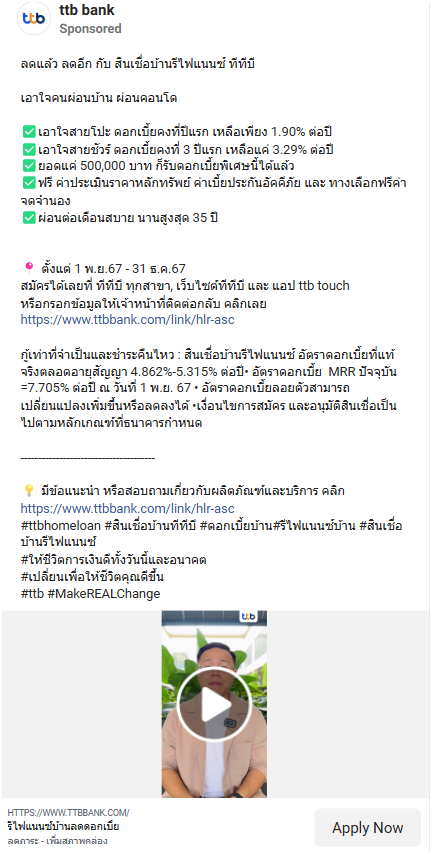 ttb
ttb bank
Sponsored
ลดแล้ว ลดอีก กับ สินเชื่อบ้านรีไฟแนนซ์ ทีทีบี
เอาใจคนผ่อนบ้าน ผ่อนคอนโด
✅เอาใจสายโปะ ดอกเบี้ยคงที่ปีแรก เหลือเพียง 1.90% ต่อปี
✅เอาใจสายชัวร์ ดอกเบี้ยคงที่ 3 ปีแรก เหลือแค่ 3.29% ต่อปี
✅ยอดแค่ 500,000 บาท ก็รับดอกเบี้ยพิเศษนี้ได้แล้ว
✅ฟรี ค่าประเมินราคาหลักทรัพย์ ค่าเบี้ยประกันอัคคีภัย และ ทางเลือกฟรีค่า
จดจำนอง
✅ผ่อนต่อเดือนสบาย นานสูงสุด 35 ปี
📍 ตั้งแต่ 1 พ.ย.67 - 31 ธ.ค.67
สมัครได้เลยที่ ทีทีบี ทุกสาขา, เว็บไซต์ทีทีบี และ แอป ttb touch
หรือกรอกข้อมูลให้เจ้าหน้าที่ติดต่อกลับ คลิกเลย
https://www.ttbbank.com/link/hlr-asc
กู้เท่าที่จำเป็นและชำระคืนไหว : สินเชื่อบ้านรีไฟแนนซ์ อัตราดอกเบี้ยที่แท้
จริงตลอดอายุสัญญา 4.862%-5.315% ต่อปี• อัตราดอกเบี้ย MRR ปัจจุบัน
=7.705% ต่อปี ณ วันที่ 1 พ.ย. 67 • อัตราดอกเบี้ยลอยตัวสามารถ
เปลี่ยนแปลงเพิ่มขึ้นหรือลดลงได้ •เงื่อนไขการสมัคร และอนุมัติสินเชื่อเป็น
ไปตามหลักเกณฑ์ที่ธนาคารกำหนด
--------------------------------------
💡 มีข้อแนะนำ หรือสอบถามเกี่ยวกับผลิตภัณฑ์และบริการ คลิก
https://www.ttbbank.com/link/hlr-asc
#ttbhomeloan #สินเชื่อบ้านทีทีบี #ดอกเบี้ยบ้าน#รีไฟแนนซ์บ้าน #สินเชื่อ
บ้านรีไฟแนนซ์
#ให้ชีวิตการเงินดีทั้งวันนี้และอนาคต
#เปลี่ยนเพื่อให้ชีวิตคุณดีขึ้น
#ttb #MakeREALChange
ttb
HTTPS://WWW.TTBBANK.COM/
รีไฟแนนซ์บ้านลดดอกเบี้ย
ลดภาระ - เพิ่มสภาพคล่อง
Apply Now